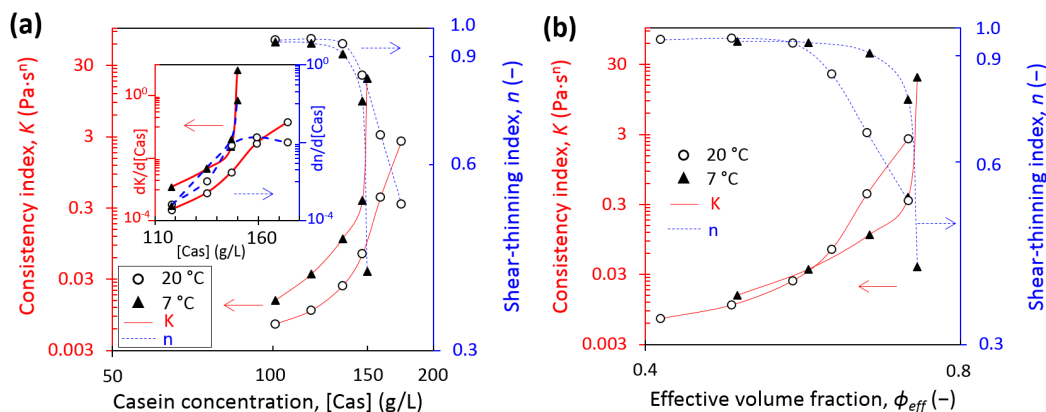 (a)
Consistency index, K (Pa·sⁿ)
30
3
0.3
0.03
0.003
50
100
150
200
Casein concentration, [Cas] (g/L)
1.0
0.9
0.6
0.3
Shear-thinning index, n (−)
dK/d[Cas]
10⁰
10⁻⁴
110
160
[Cas] (g/L)
10⁰
10⁻⁴
dn/d[Cas]
20 °C
7 °C
K
n
(b)
Consistency index, K (Pa·sⁿ)
30
3
0.3
0.03
0.003
0.4
0.8
Effective volume fraction, ϕeff (−)
1.0
0.9
0.6
0.3
Shear-thinning index, n (−)
20 °C
7 °C
K
n